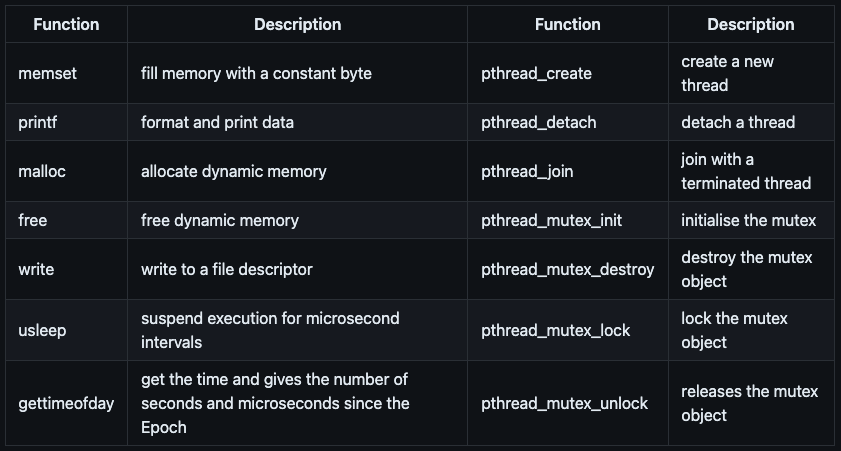 Function Description Function Description
memset fill memory with a constant byte pthread_create create a new
thread
printf format and print data pthread_detach detach a thread
malloc allocate dynamic memory pthread_join join with a
terminated thread
free free dynamic memory pthread_mutex_init initialise the mutex
write write to a file descriptor pthread_mutex_destroy destroy the mutex
object
usleep suspend execution for microsecond
intervals pthread_mutex_lock lock the mutex
object
gettimeofday get the time and gives the number of
seconds and microseconds since the
Epoch pthread_mutex_unlock releases the mutex
object